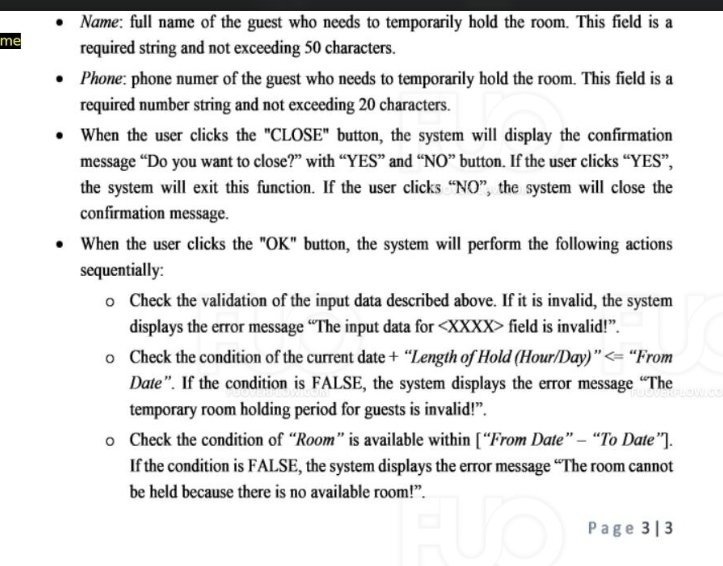 • Name: full name of the guest who needs to temporarily hold the room. This field is a
me
required string and not exceeding 50 characters.
• Phone: phone numer of the guest who needs to temporarily hold the room. This field is a
required number string and not exceeding 20 characters.
• When the user clicks the "CLOSE" button, the system will display the confirmation
message “Do you want to close?” with “YES” and “NO” button. If the user clicks “YES”,
the system will exit this function. If the user clicks “NO”, the system will close the
confirmation message.
• When the user clicks the "OK" button, the system will perform the following actions
sequentially:
o Check the validation of the input data described above. If it is invalid, the system
displays the error message “The input data for <XXXX> field is invalid!”.
o Check the condition of the current date + “Length of Hold (Hour/Day)” <= “From
Date”. If the condition is FALSE, the system displays the error message “The
temporary room holding period for guests is invalid!”.
o Check the condition of “Room” is available within [“From Date” – “To Date”].
If the condition is FALSE, the system displays the error message “The room cannot
be held because there is no available room!”.
Page 3|3
FUO